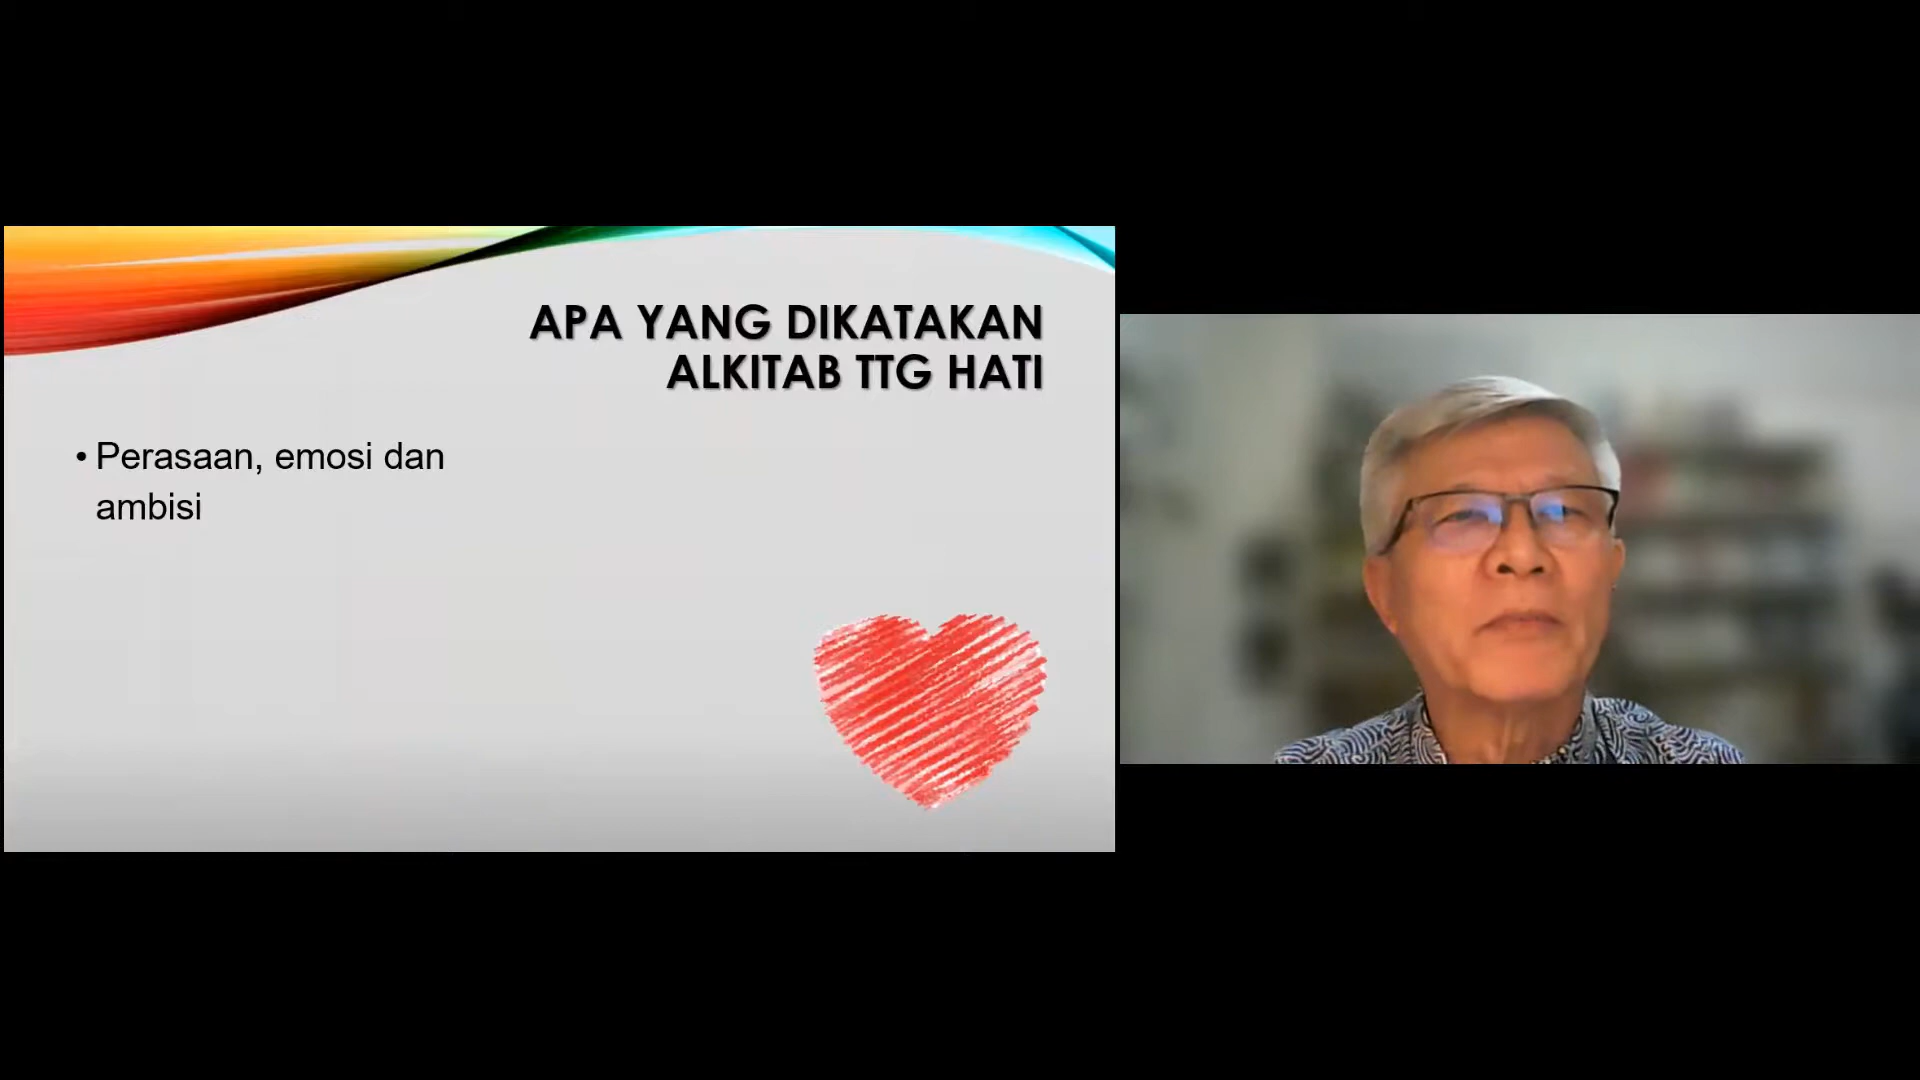 APA YANG DIKATAKAN
ALKITAB TTG HATI
• Perasaan, emosi dan
ambisi